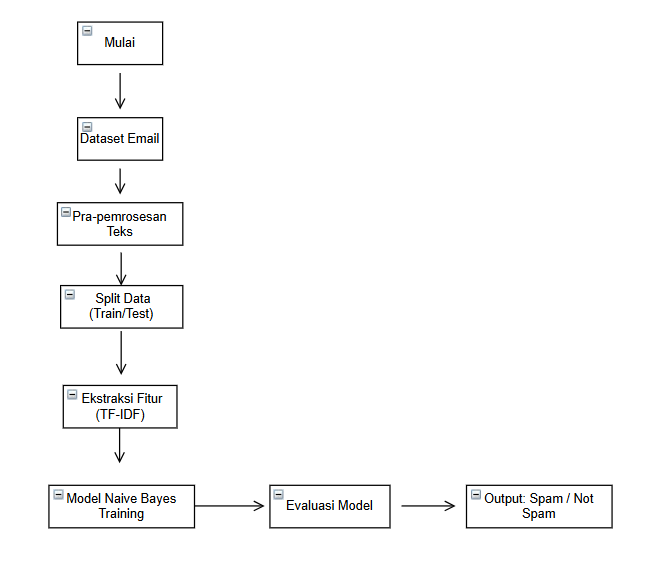 Mulai
Dataset Email
Pra-pemrosesan
Teks
Split Data
(Train/Test)
Ekstraksi Fitur
(TF-IDF)
Model Naive Bayes
Training
Evaluasi Model
Output: Spam / Not
Spam